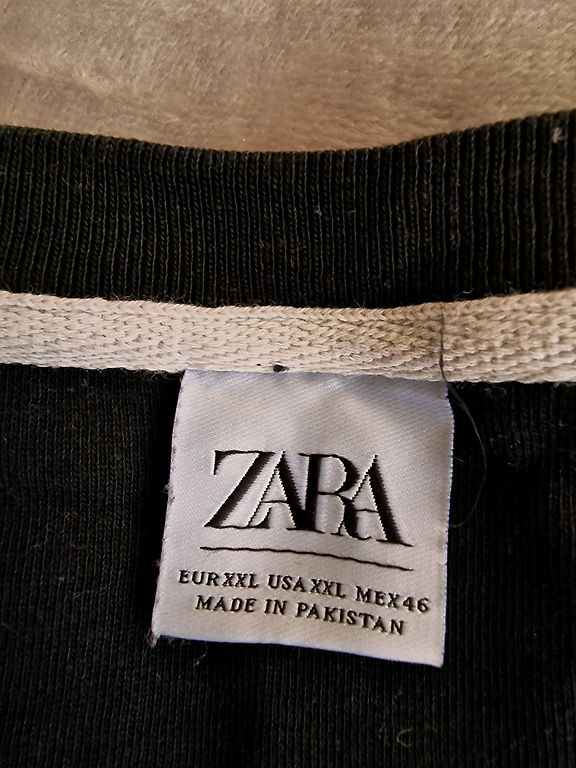 ZARA
EUR XXL USA XXL MEX 46
MADE IN PAKISTAN